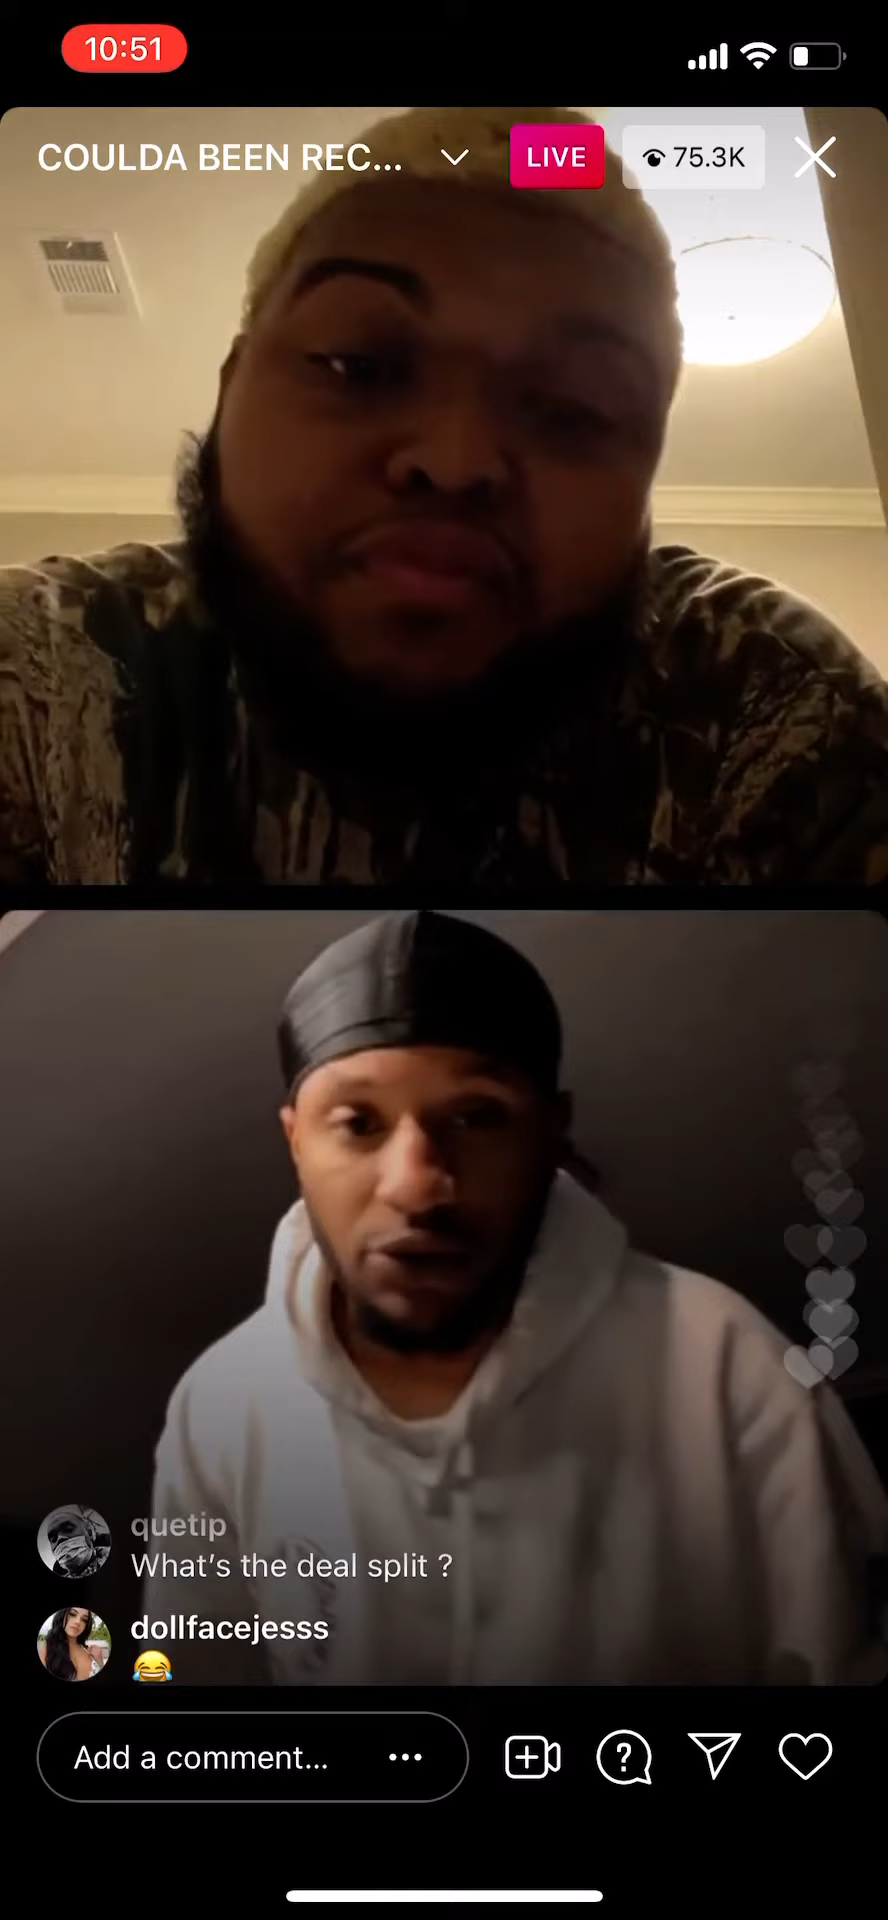 10:51
COULDA BEEN REC...
LIVE
75.3K
quetip
What's the deal split ?
dollfacejesss
😂
Add a comment...